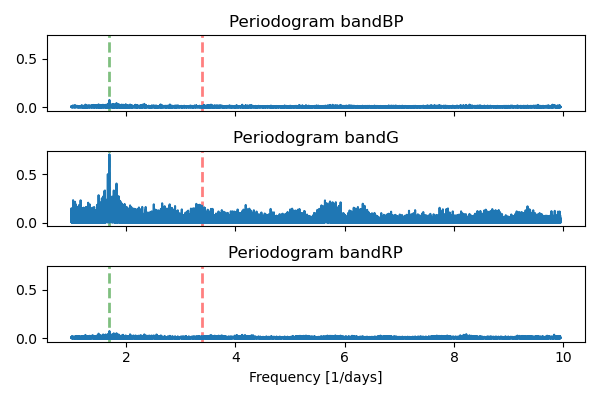 Periodogram bandBP
0.5
0.0
Periodogram bandG
0.5
0.0
Periodogram bandRP
0.5
0.0
2 4 6 8 10
Frequency [1/days]